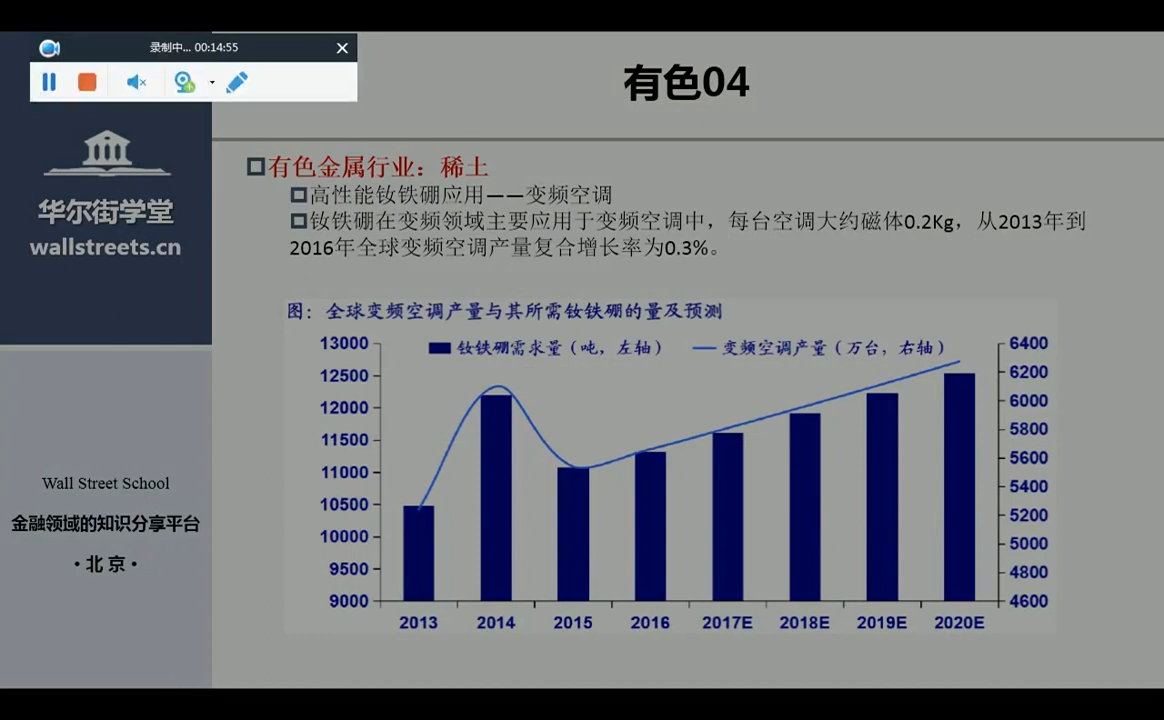 录制中... 00:14:55
有色04
华尔街学堂
wallstreets.cn
Wall Street School
金融领域的知识分享平台
·北京·
有色金属行业：稀土
高性能钕铁硼应用——变频空调
钕铁硼在变频领域主要应用于变频空调中，每台空调大约磁体0.2Kg，从2013年到
2016年全球变频空调产量复合增长率为0.3%。
图：全球变频空调产量与其所需钕铁硼的量及预测
钕铁硼需求量（吨，左轴） 变频空调产量（万台，右轴）
13000
12500
12000
11500
11000
10500
10000
9500
9000
6400
6200
6000
5800
5600
5400
5200
5000
4800
4600
2013 2014 2015 2016 2017E 2018E 2019E 2020E